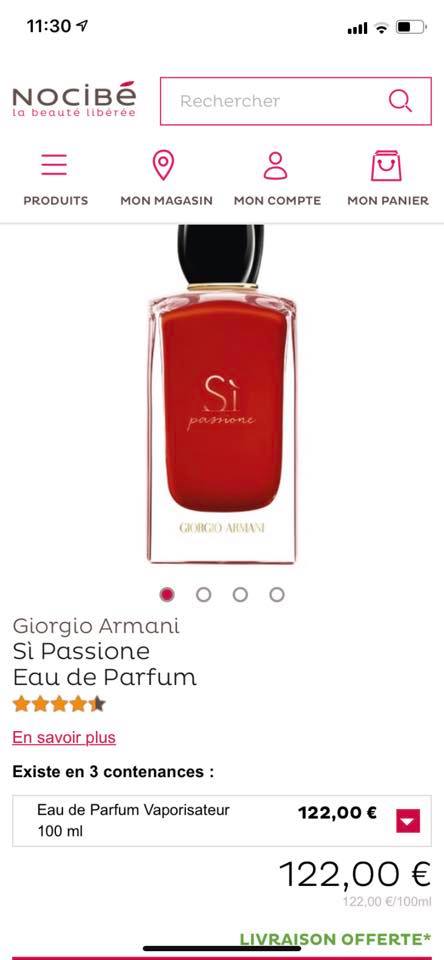 11:30
NOCIBÉ
la beauté libérée
Rechercher
PRODUITS
MON MAGASIN
MON COMPTE
MON PANIER
Sì
passione
GIORGIO ARMANI
Giorgio Armani
Sì Passione
Eau de Parfum
En savoir plus
Existe en 3 contenances :
Eau de Parfum Vaporisateur
100 ml
122,00 €
122,00 €
122,00 €/100ml
LIVRAISON OFFERTE*